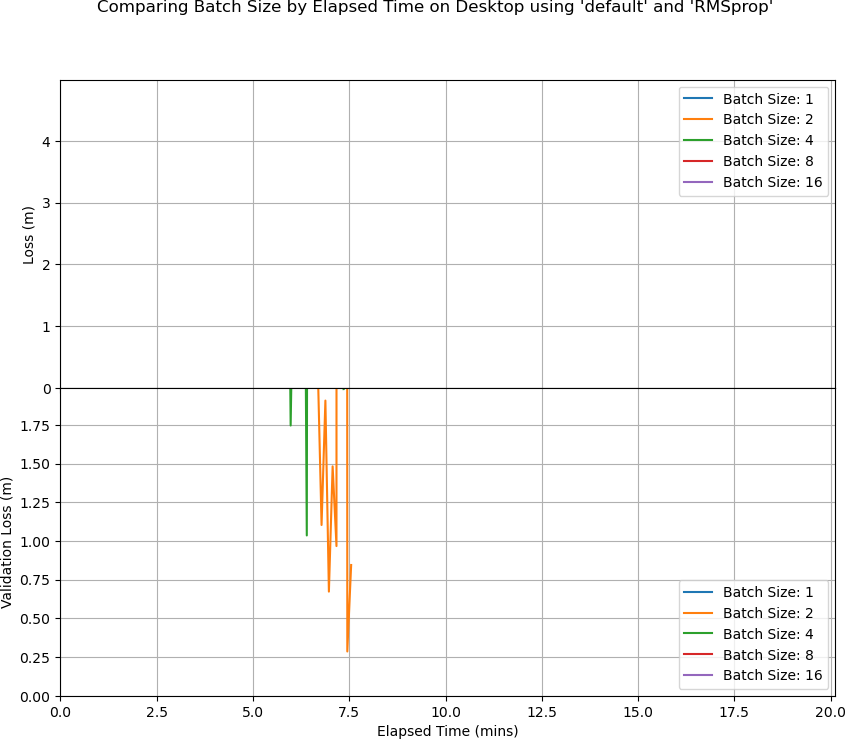 Comparing Batch Size by Elapsed Time on Desktop using 'default' and 'RMSprop'
Loss (m)
4
3
2
1
0
Batch Size: 1
Batch Size: 2
Batch Size: 4
Batch Size: 8
Batch Size: 16
Validation Loss (m)
1.75
1.50
1.25
1.00
0.75
0.50
0.25
0.00
Batch Size: 1
Batch Size: 2
Batch Size: 4
Batch Size: 8
Batch Size: 16
0.0 2.5 5.0 7.5 10.0 12.5 15.0 17.5 20.0
Elapsed Time (mins)